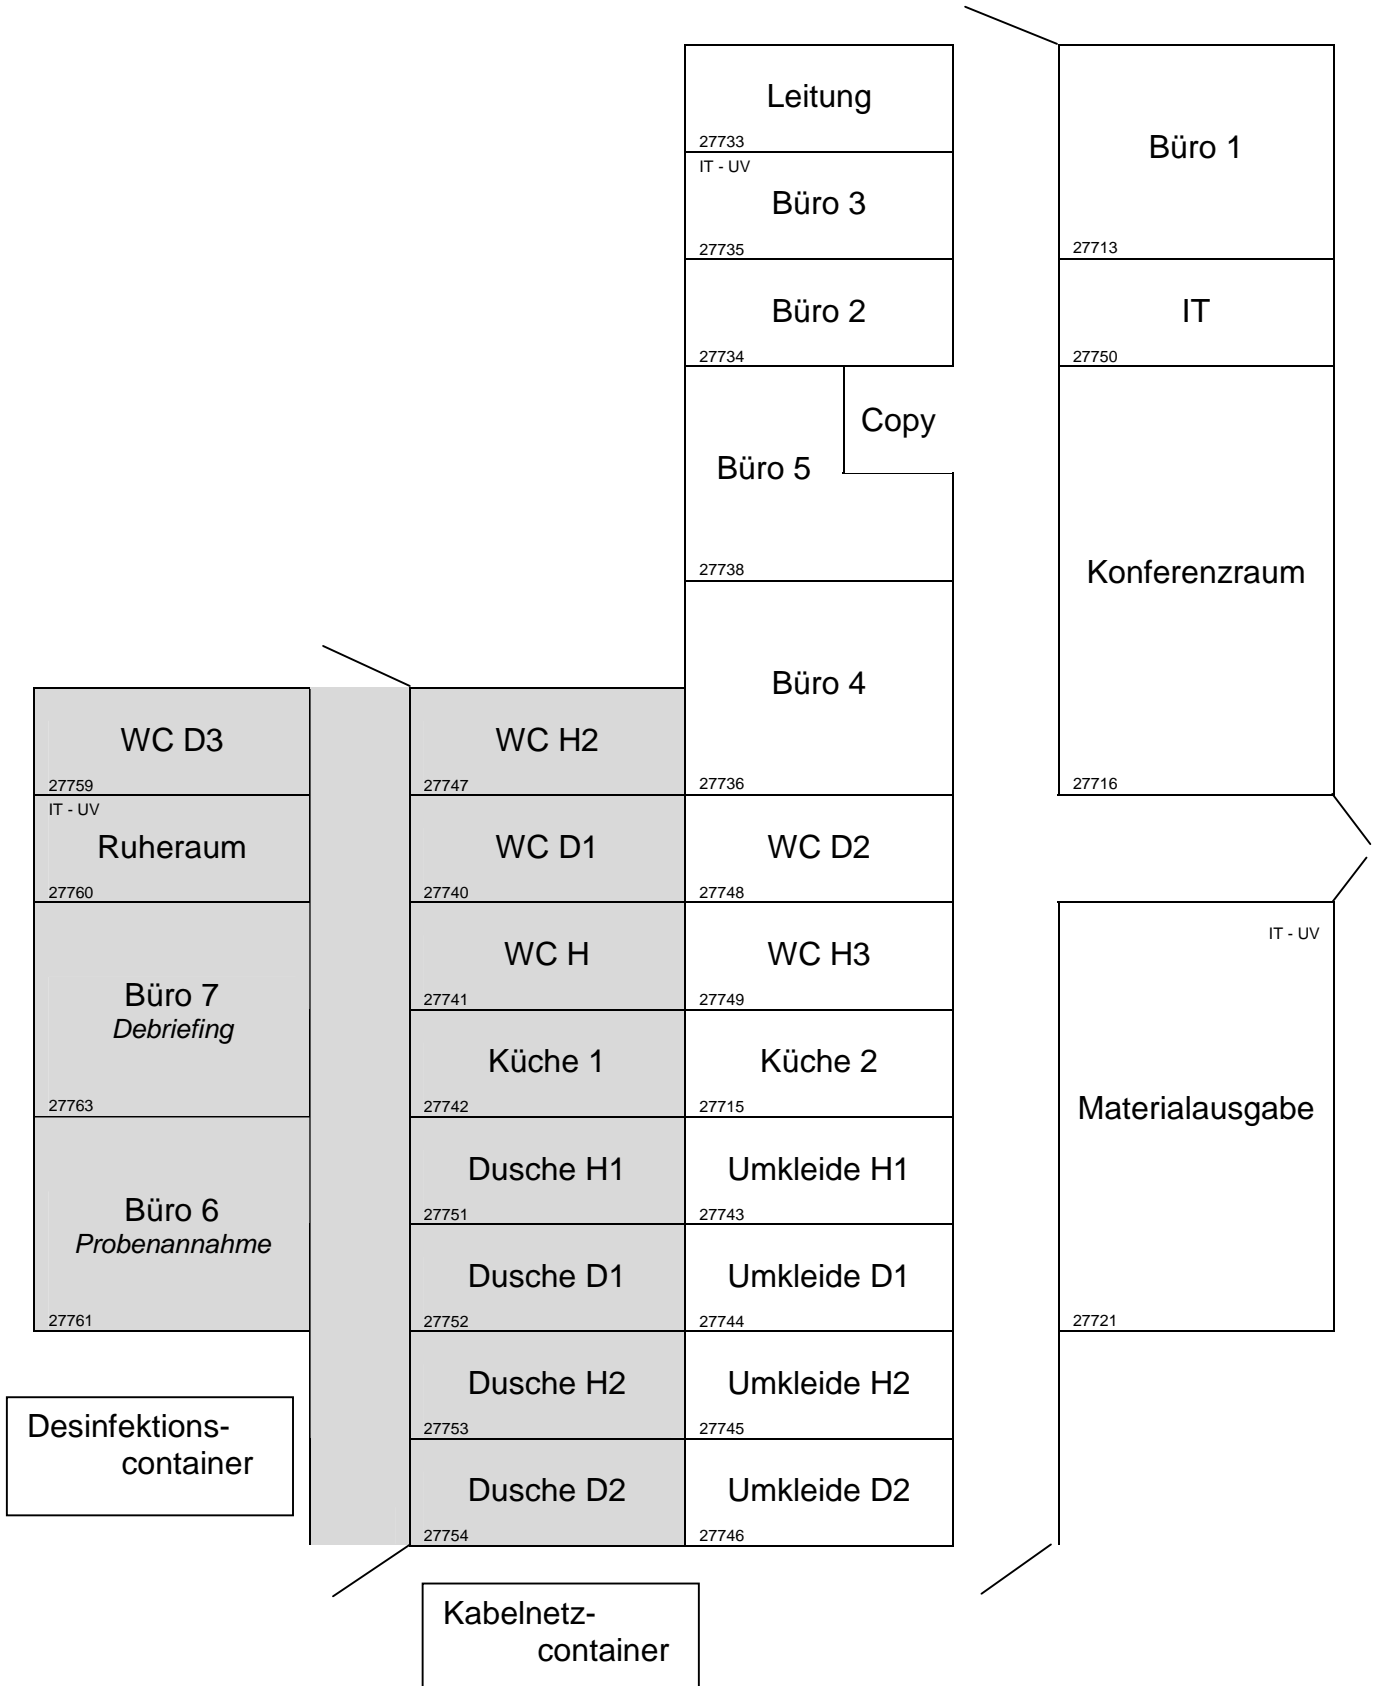 Leitung
27733
IT - UV
Büro 3
27735
Büro 2
27734
Copy
Büro 5
27738
Büro 4
27736
Büro 1
27713
IT
27750
Konferenzraum
27716
WC D3
27759
IT - UV
Ruheraum
27760
Büro 7
Debriefing
27763
Büro 6
Probenannahme
27761
WC H2
27747
WC D1
27740
WC H
27741
Küche 1
27742
Dusche H1
27751
Dusche D1
27752
Dusche H2
27753
Dusche D2
27754
WC D2
27748
WC H3
27749
Küche 2
27715
Umkleide H1
27743
Umkleide D1
27744
Umkleide H2
27745
Umkleide D2
27746
IT - UV
Materialausgabe
27721
Desinfektions-
container
Kabelnetz-
container